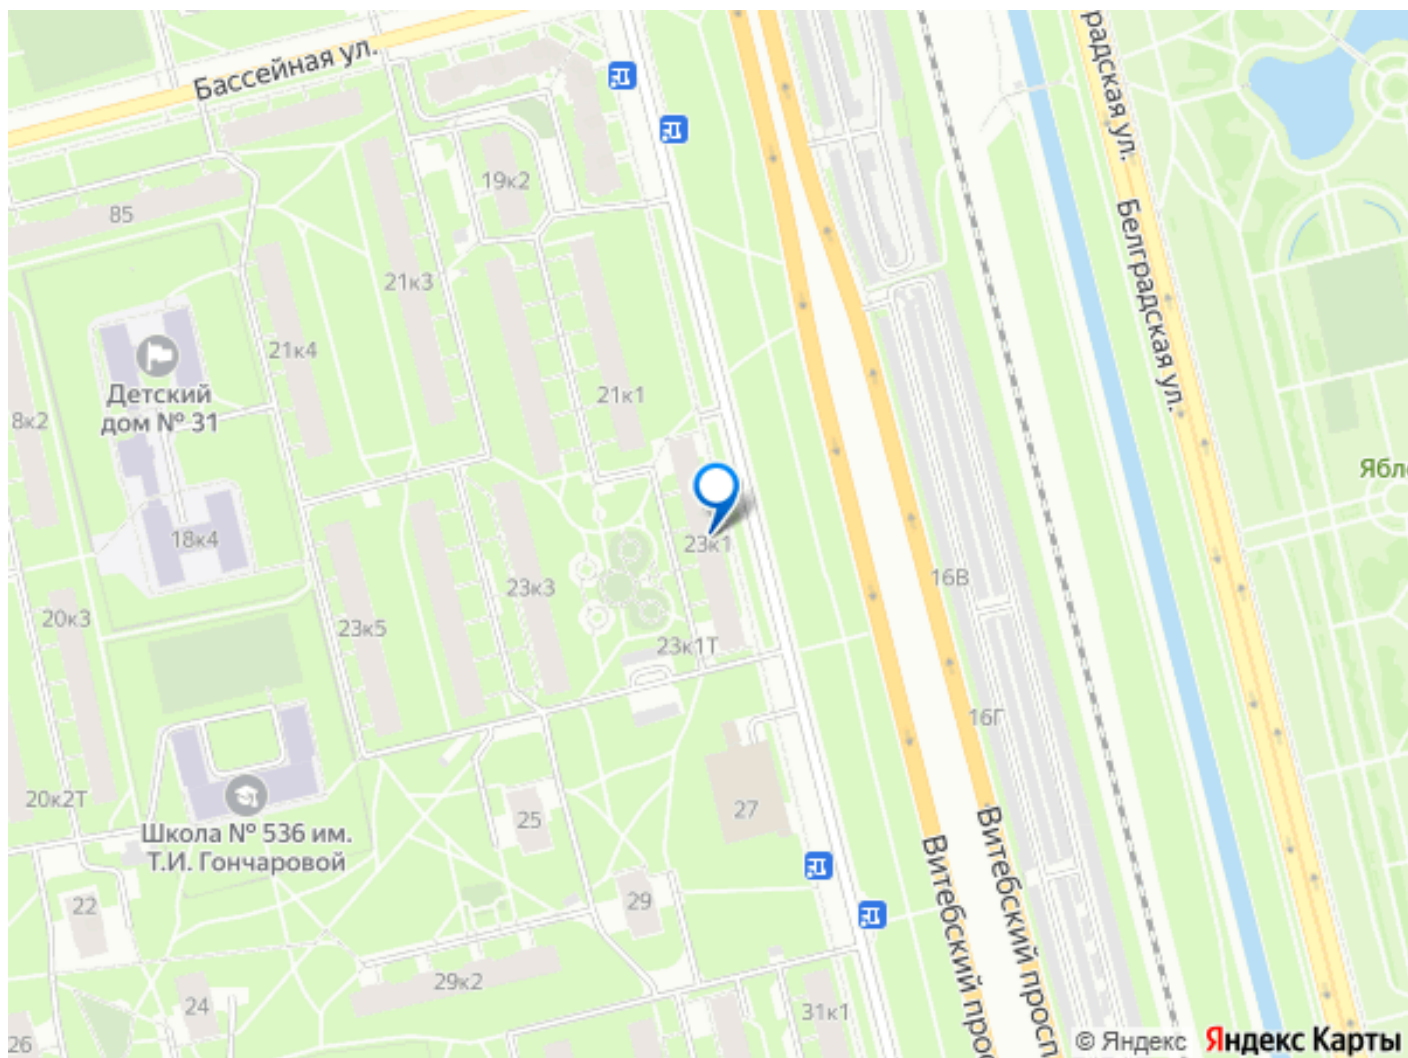 Бассейная ул.
радская ул.
19к2
85
Белградская ул.
21к3
21к4
Детский
дом № 31
21к1
8к2
Ябло
18к4
23к1
16В
23к3
20к3
23к5
23к1Т
16Г
20к2Т
27
25
Школа № 536 им.
Т.И. Гончаровой
Витебский просп
Витебский прос
22
29
29к2
24
31к1
26
© Яндекс
Яндекс Карты